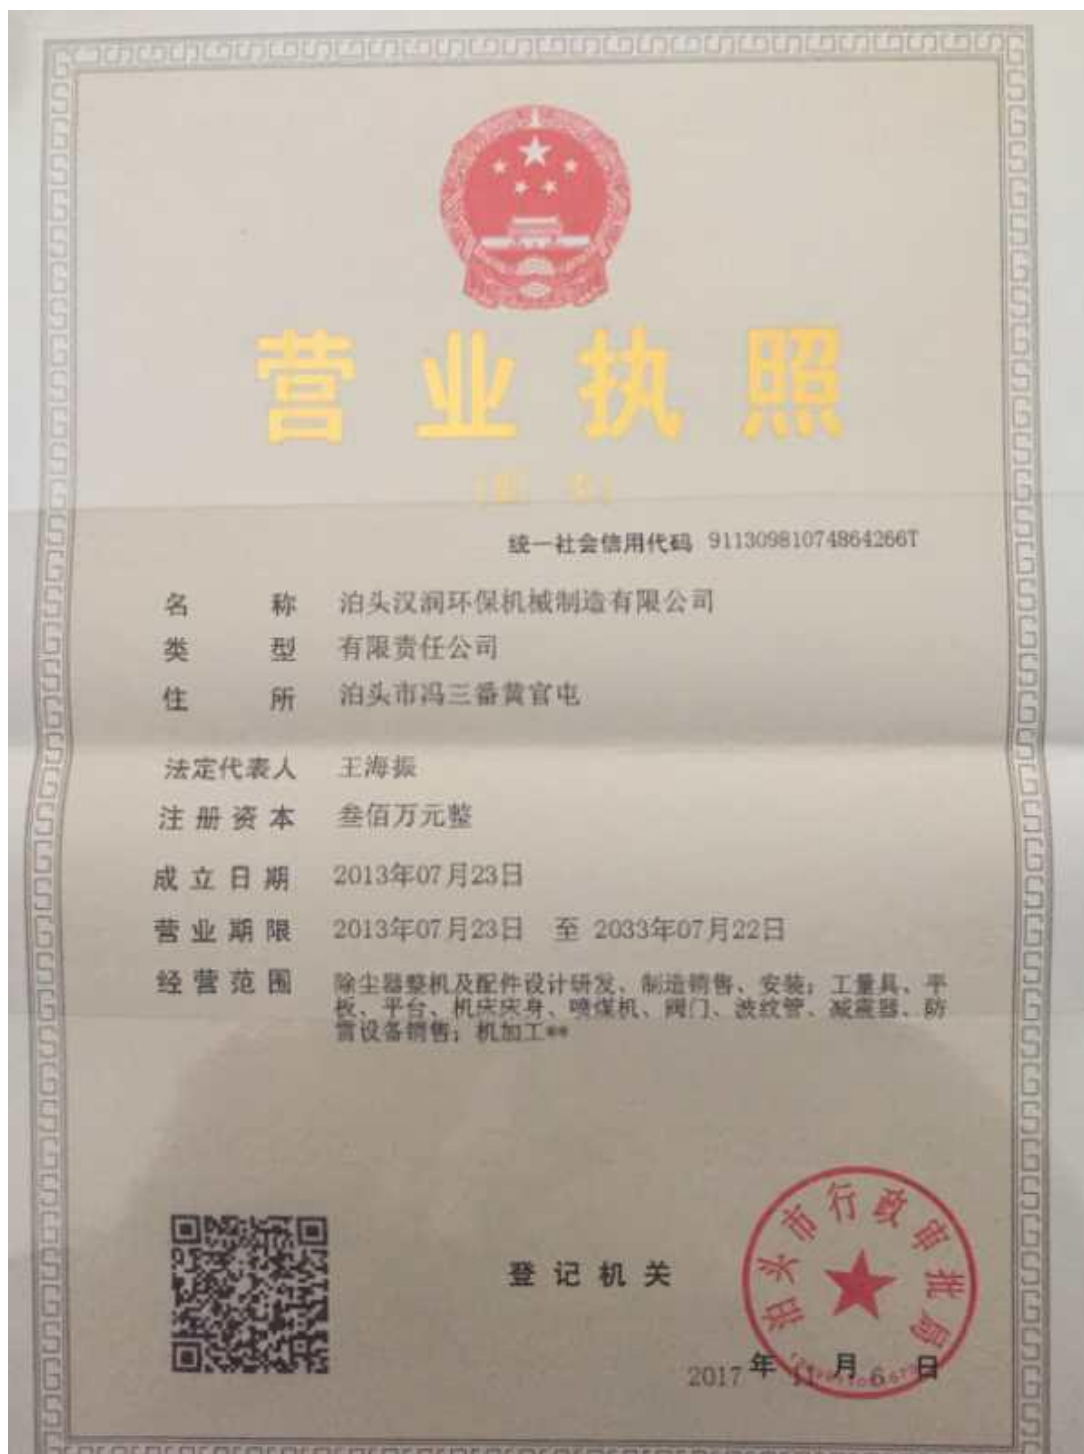 营业执照
(副 本)
统一社会信用代码 91130981074864266T
名称 泊头汉润环保机械制造有限公司
类型 有限责任公司
住所 泊头市冯三番黄官屯
法定代表人 王海振
注册资本 叁佰万元整
成立日期 2013年07月23日
营业期限 2013年07月23日 至 2033年07月22日
经营范围 除尘器整机及配件设计研发、制造销售、安装；工量具、平
板、平台、机床床身、喷煤机、阀门、波纹管、减震器、防
雷设备销售；机加工**
登记机关
泊头市行政审批局
2017年11月6日